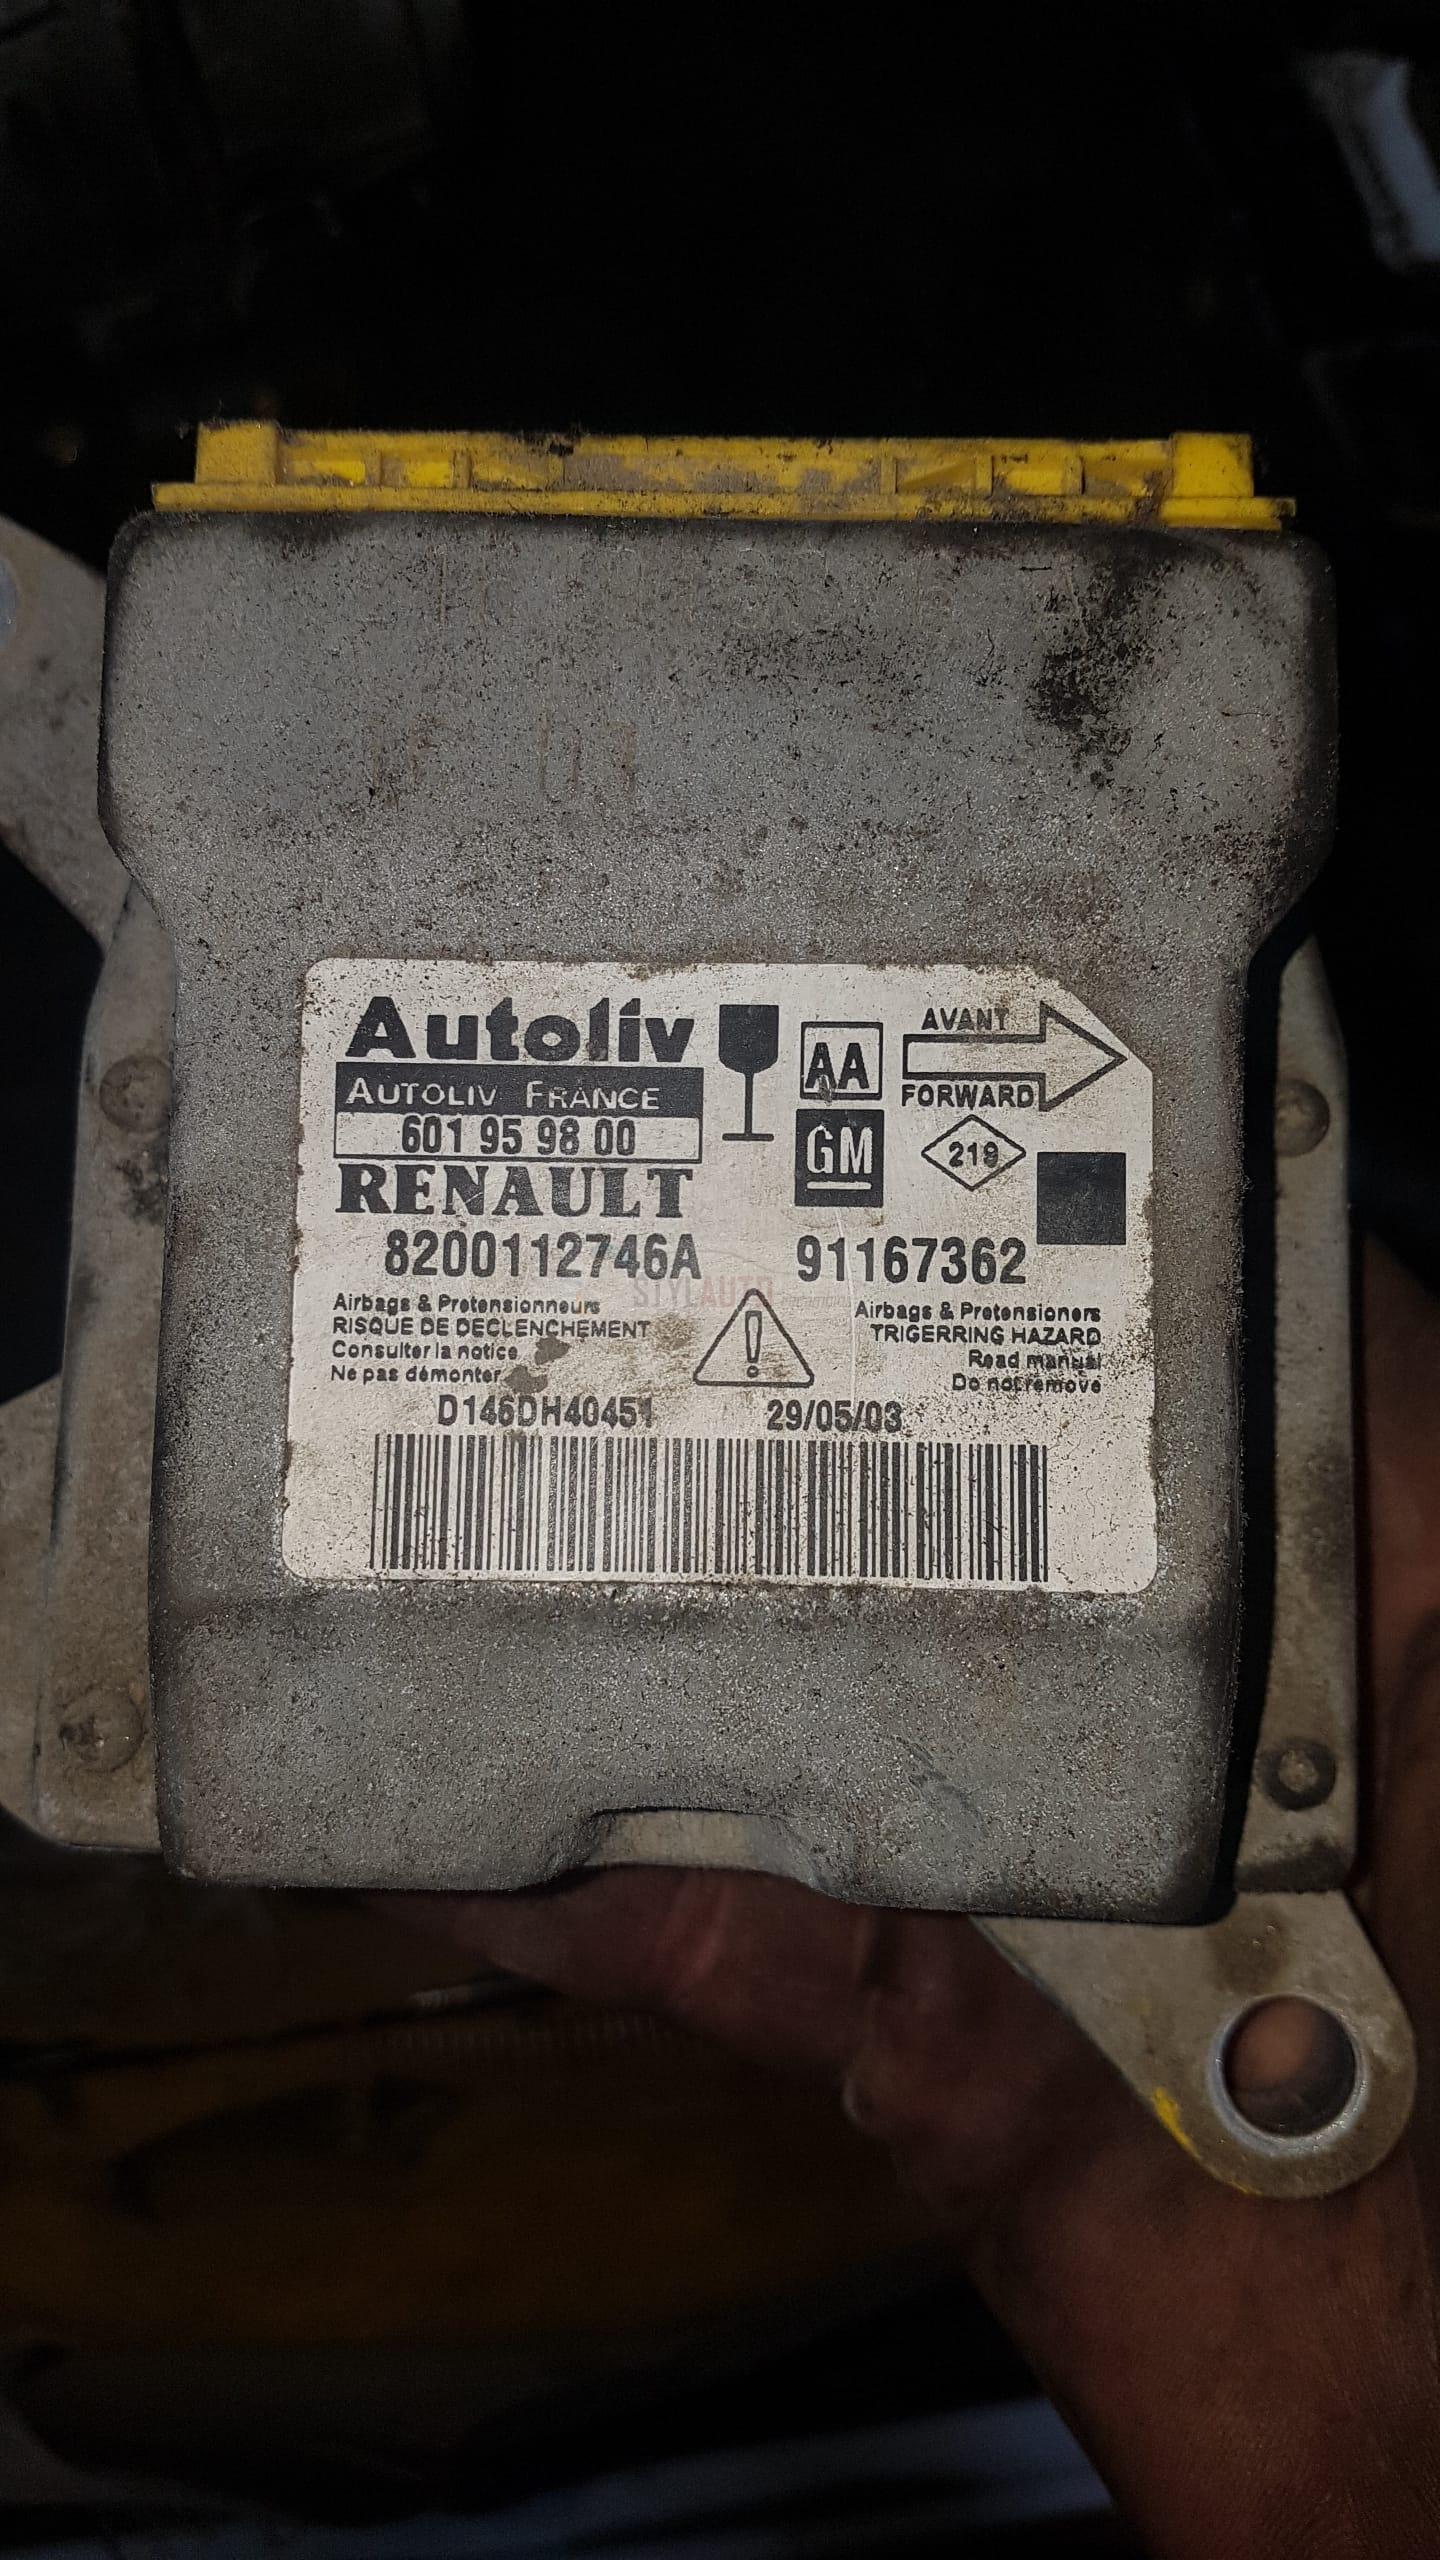 Autoliv
AUTOLIV FRANCE
601 95 98 00
RENAULT
8200112746A
AA
GM
AVANT
FORWARD
219
91167362
STYLAUTO
Airbags & Pretensionneurs
RISQUE DE DECLENCHEMENT
Consulter la notice
Ne pas démonter
Airbags & Pretensioners
TRIGERRING HAZARD
Read manual
Do not remove
D146DH40451
29/05/03